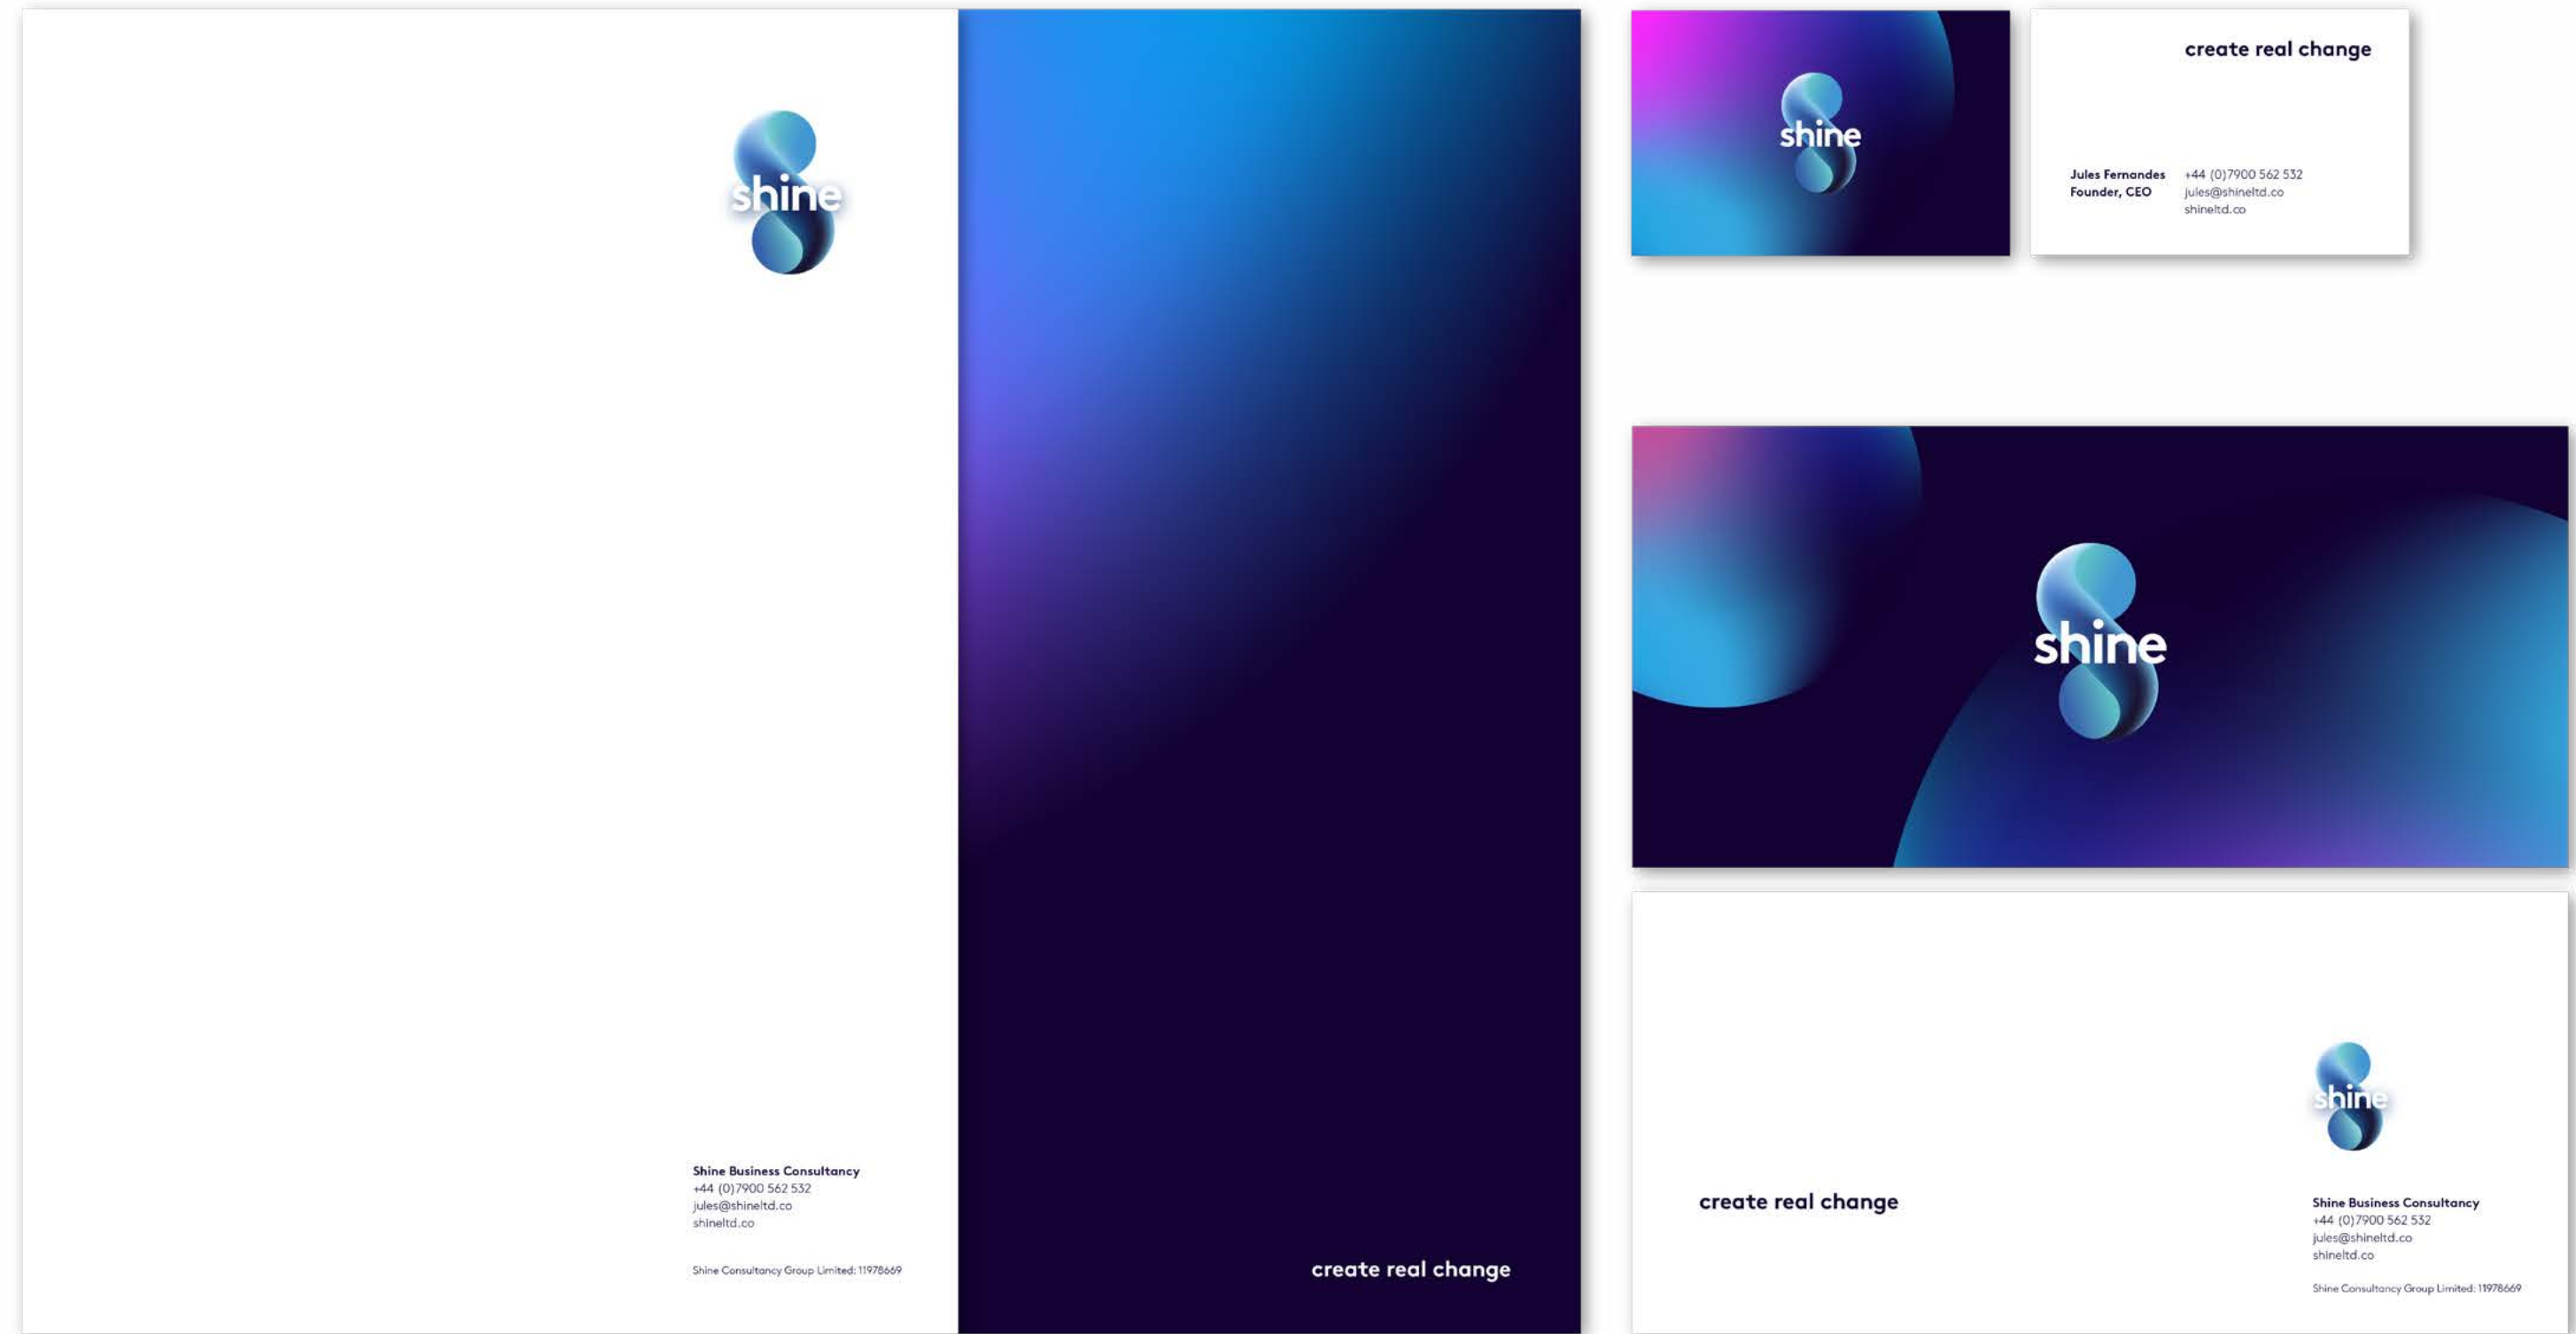 shine
Shine Business Consultancy
+44 (0)7900 562 532
jules@shineltd.co
shineltd.co
Shine Consultancy Group Limited: 11978669
create real change
shine
create real change
Jules Fernandes
Founder, CEO
+44 (0)7900 562 532
jules@shineltd.co
shineltd.co
shine
create real change
shine
Shine Business Consultancy
+44 (0)7900 562 532
jules@shineltd.co
shineltd.co
Shine Consultancy Group Limited: 11978669